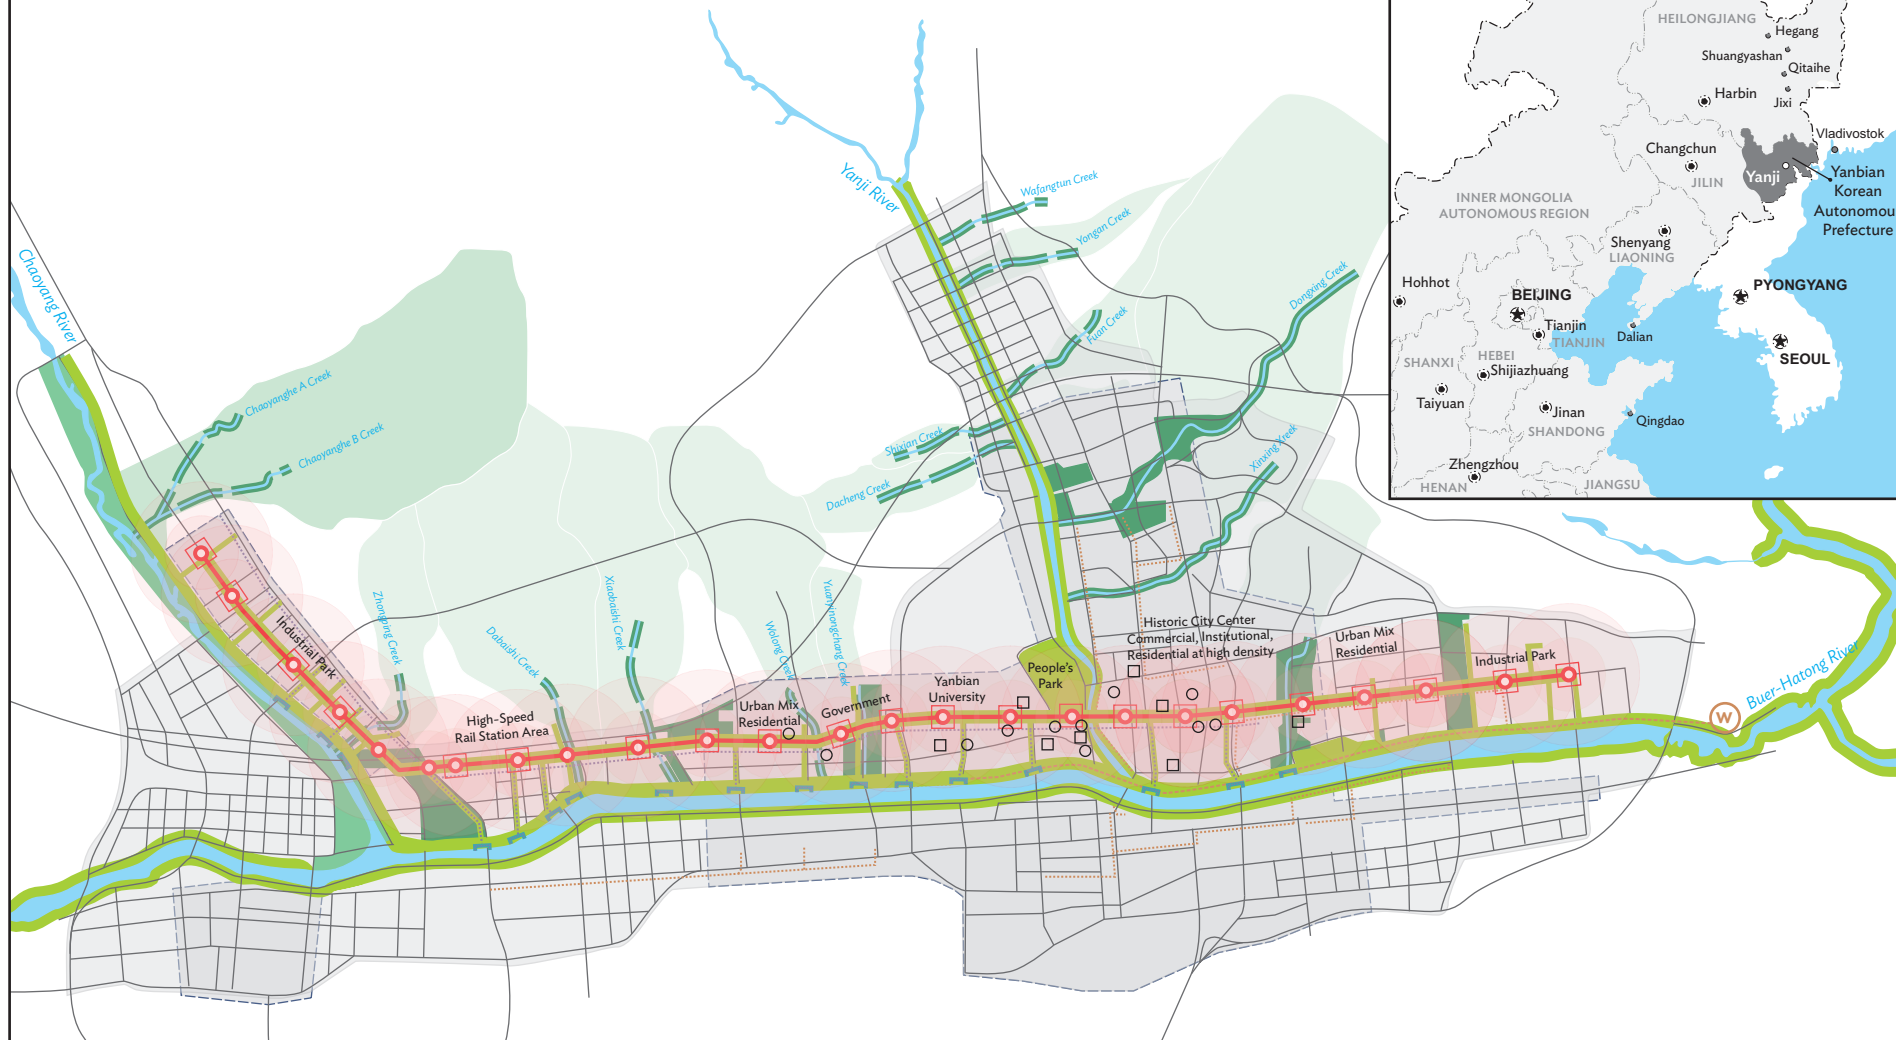 Chaoyang River
Yanji River
Wafangtun Creek
Yongan Creek
Dongxing Creek
Fuan Creek
Chaoyanghe A Creek
Chaoyanghe B Creek
Shixian Creek
Dacheng Creek
Xinxing Xreek
Zhongping Creek
Dabaishi Creek
Xiaobaishi Creek
Wolong Creek
Yuanjinongchang Creek
Industrial Park
High-Speed
Rail Station Area
Urban Mix
Residential
Government
Yanbian
University
People's
Park
Historic City Center
Commercial, Institutional,
Residential at high density
Urban Mix
Residential
Industrial Park
W
Buer-Hatong River
HEILONGJIANG
Hegang
Shuangyashan
Qitaihe
Harbin
Jixi
Vladivostok
Changchun
JILIN
Yanji
Yanbian
Korean
Autonomou
Prefecture
INNER MONGOLIA
AUTONOMOUS REGION
Shenyang
LIAONING
Hohhot
BEIJING
PYONGYANG
Tianjin
TIANJIN
Dalian
SEOUL
SHANXI
HEBEI
Shijiazhuang
Taiyuan
Jinan
SHANDONG
Qingdao
Zhengzhou
HENAN
JIANGSU